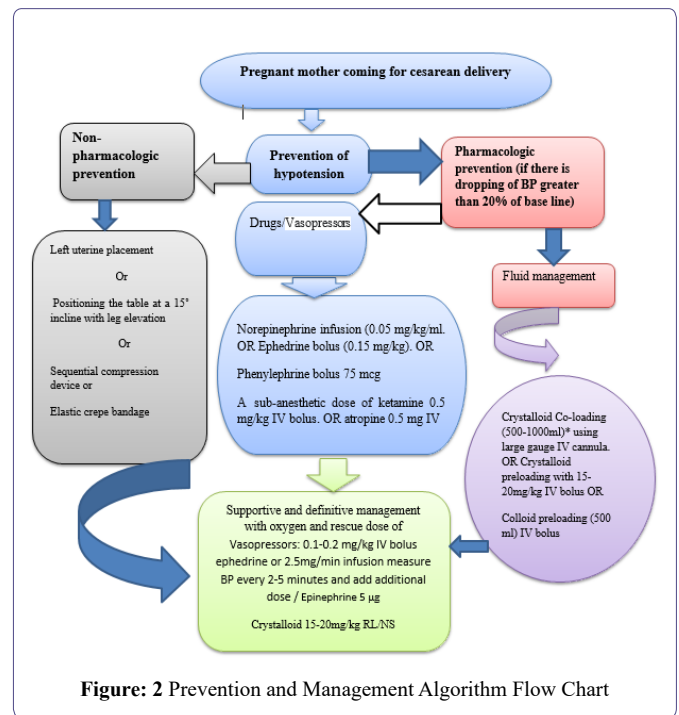 Pregnant mother coming for cesarean delivery
Non-
pharmacologic
prevention
Prevention of
hypotension
Pharmacologic
prevention (if there is
dropping of BP greater
than 20% of base line)
Drugs/Vasopressors
Fluid management
Left uterine placement
Or
Positioning the table at a 15°
incline with leg elevation
Or
Sequential compression
device or
Elastic crepe bandage
Norepinephrine infusion (0.05 mg/kg/ml.
OR Ephedrine bolus (0.15 mg/kg). OR
Phenylephrine bolus 75 mcg
A sub-anesthetic dose of ketamine 0.5
mg/kg IV bolus. OR atropine 0.5 mg IV
Crystalloid Co-loading
(500-1000ml)* using
large gauge IV cannula.
OR Crystalloid
preloading with 15-
20mg/kg IV bolus OR
Colloid preloading (500
ml) IV bolus
Supportive and definitive management
with oxygen and rescue dose of
Vasopressors: 0.1-0.2 mg/kg IV bolus
ephedrine or 2.5mg/min infusion measure
BP every 2-5 minutes and add additional
dose / Epinephrine 5 µg
Crystalloid 15-20mg/kg RL/NS
Figure: 2 Prevention and Management Algorithm Flow Chart